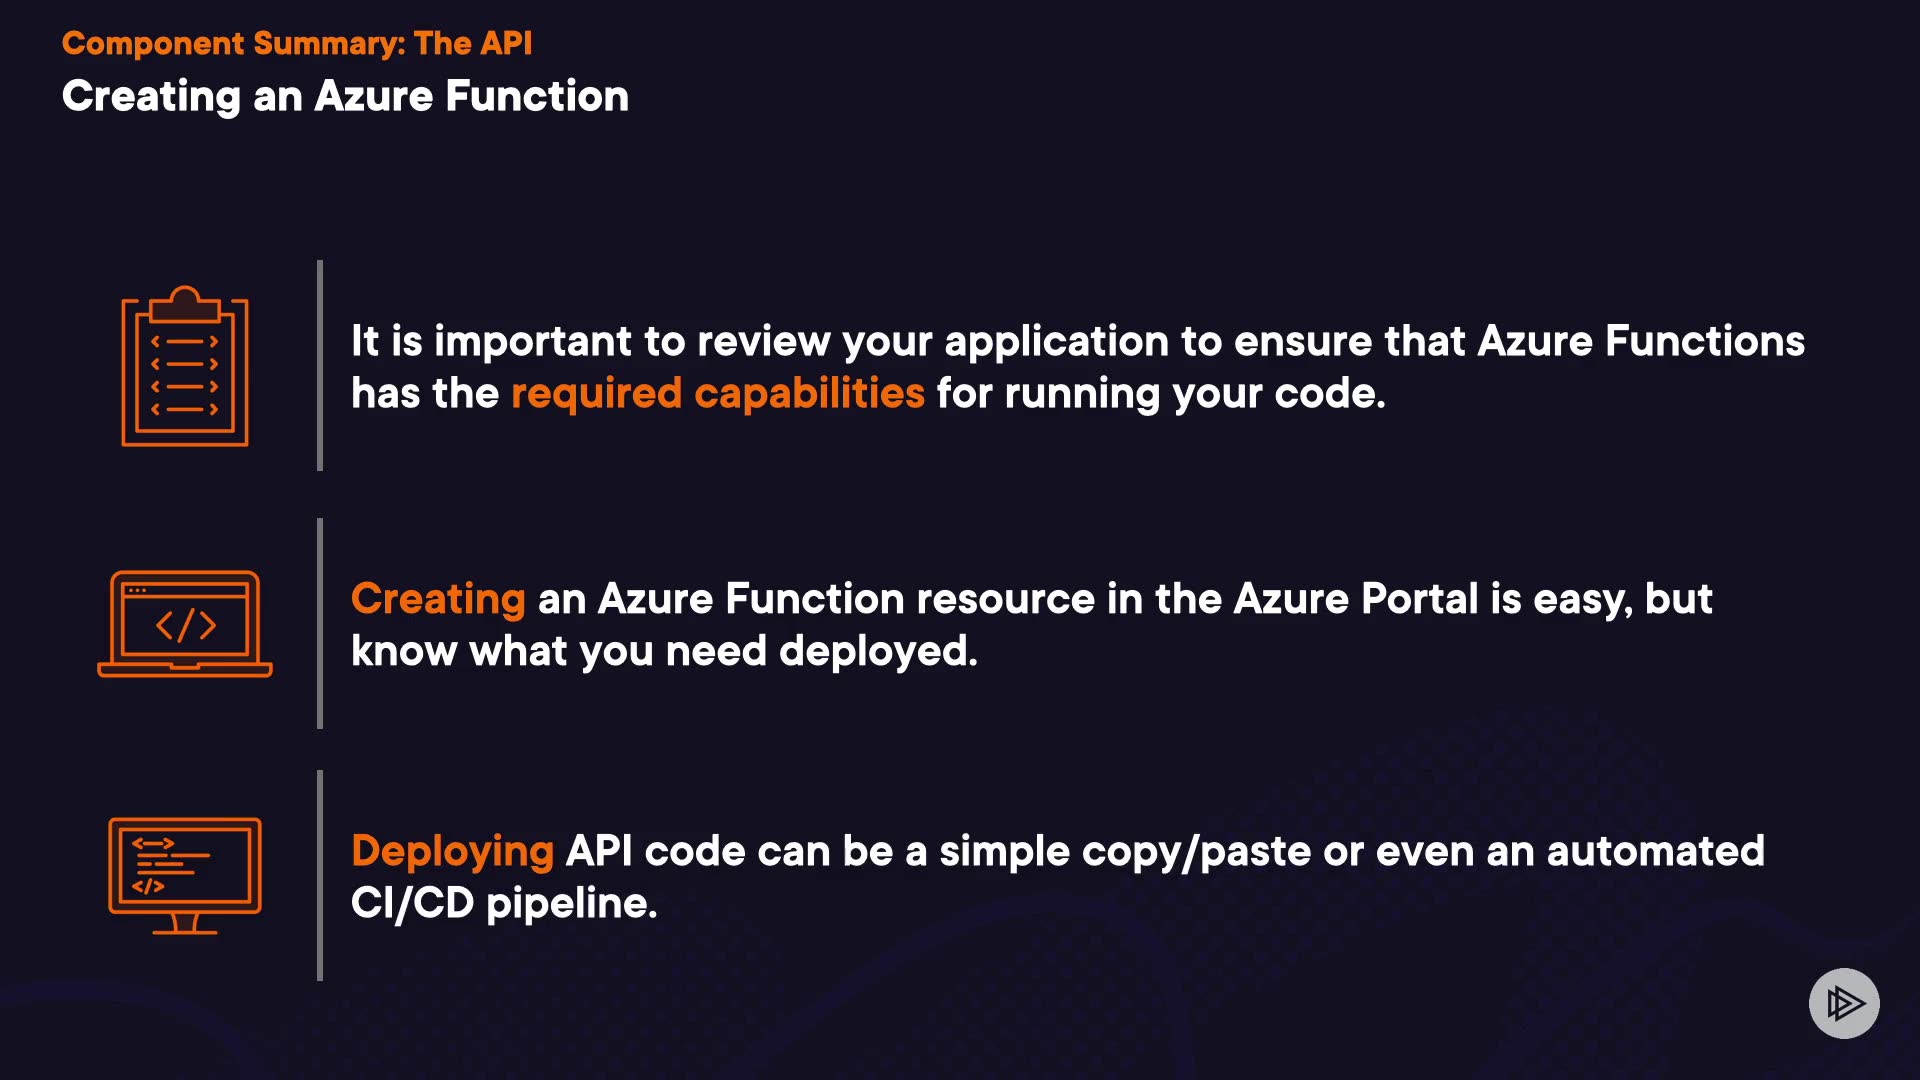 Component Summary: The API
Creating an Azure Function
It is important to review your application to ensure that Azure Functions
has the required capabilities for running your code.
Creating an Azure Function resource in the Azure Portal is easy, but
know what you need deployed.
Deploying API code can be a simple copy/paste or even an automated
CI/CD pipeline.